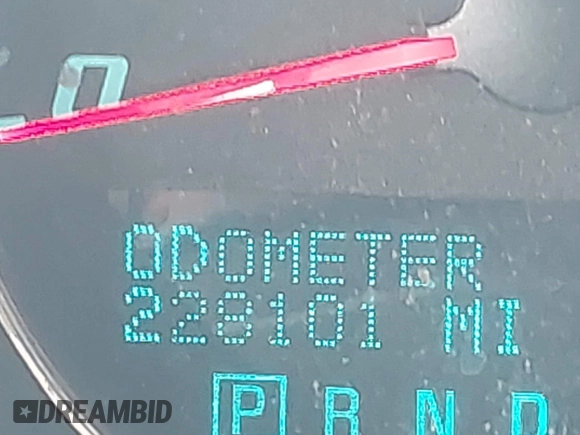 ODOMETER
228101 MI
P R N D
DREAMBID